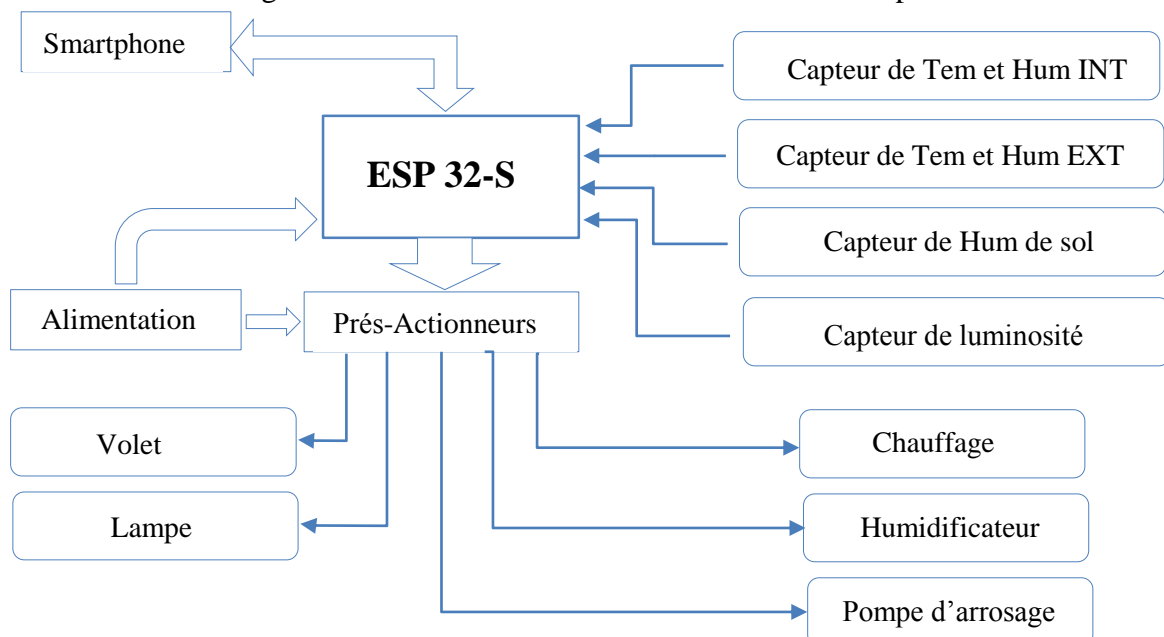 Smartphone
Capteur de Tem et Hum INT
ESP 32-S
Capteur de Tem et Hum EXT
Capteur de Hum de sol
Alimentation
Prés-Actionneurs
Capteur de luminosité
Volet
Chauffage
Lampe
Humidificateur
Pompe d’arrosage